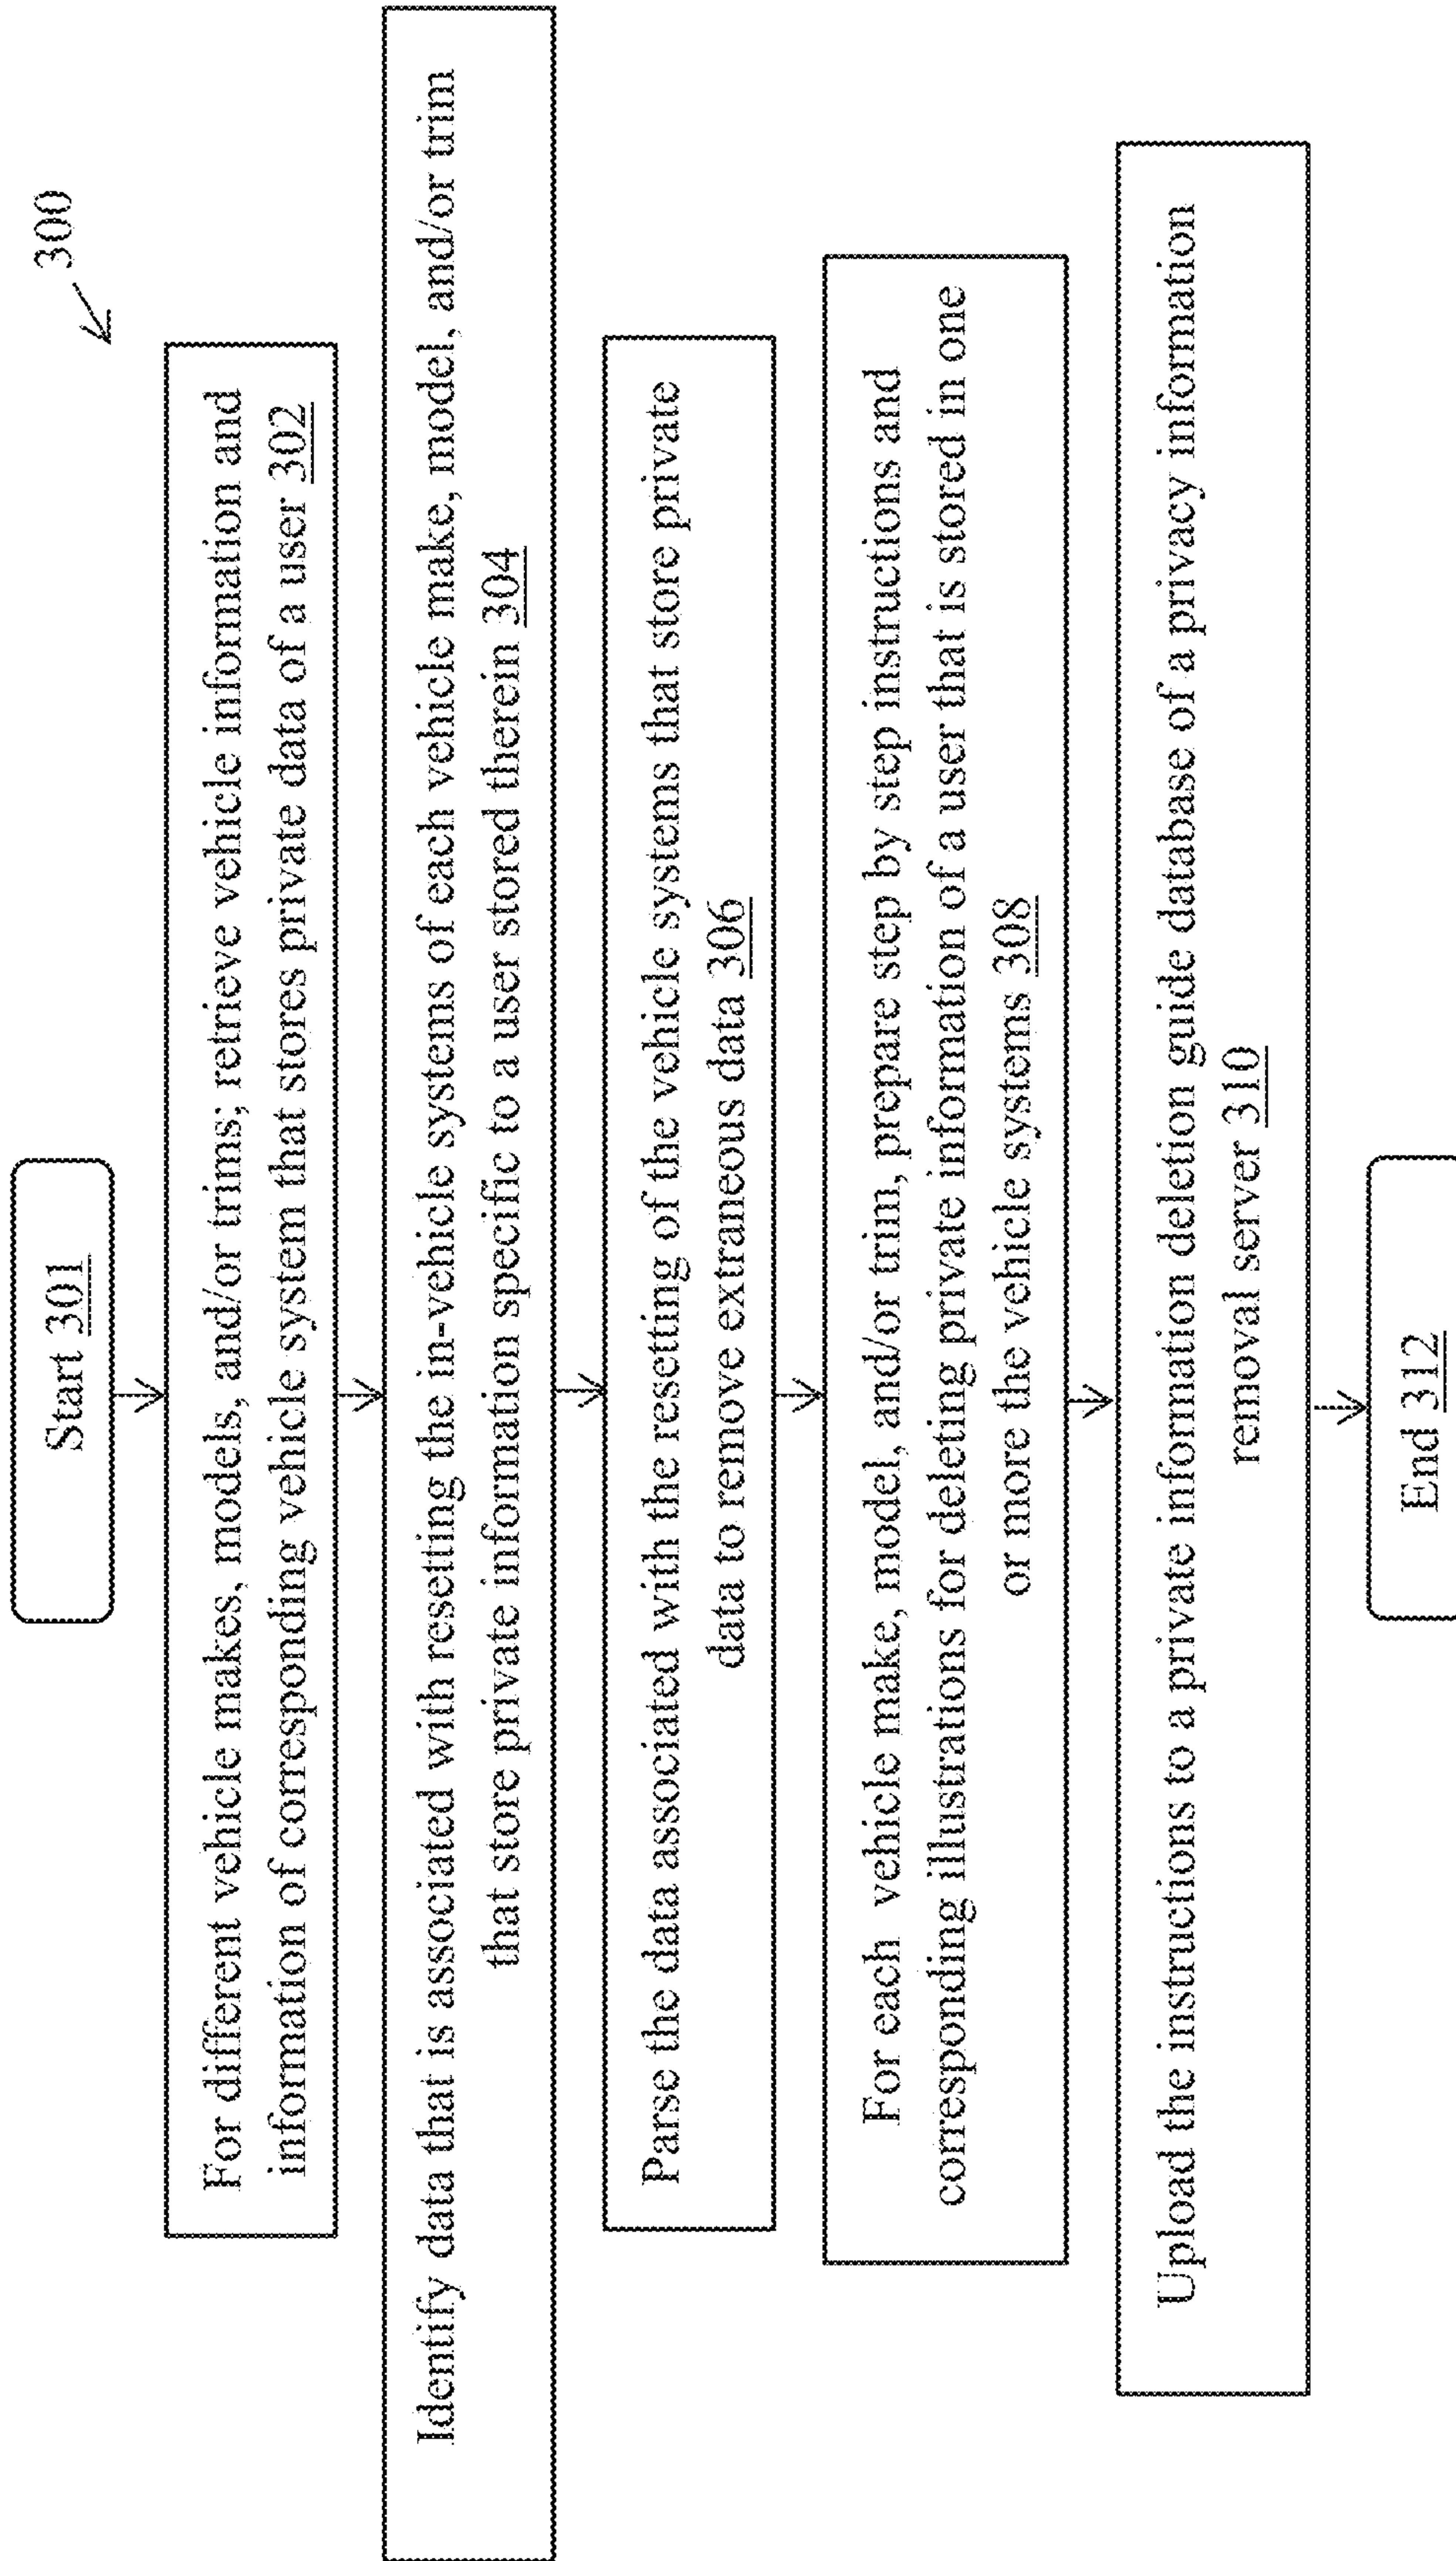 300
Start 301
For different vehicle makes, models, and/or trims; retrieve vehicle information and
information of corresponding vehicle system that stores private data of a user 302
Identify data that is associated with resetting the in-vehicle systems of each vehicle make, model, and/or trim
that store private information specific to a user stored therein 304
Parse the data associated with the resetting of the vehicle systems that store private
data to remove extraneous data 306
For each vehicle make, model, and/or trim, prepare step by step instructions and
corresponding illustrations for deleting private information of a user that is stored in one
or more the vehicle systems 308
Upload the instructions to a private information deletion guide database of a privacy information
removal server 310
End 312